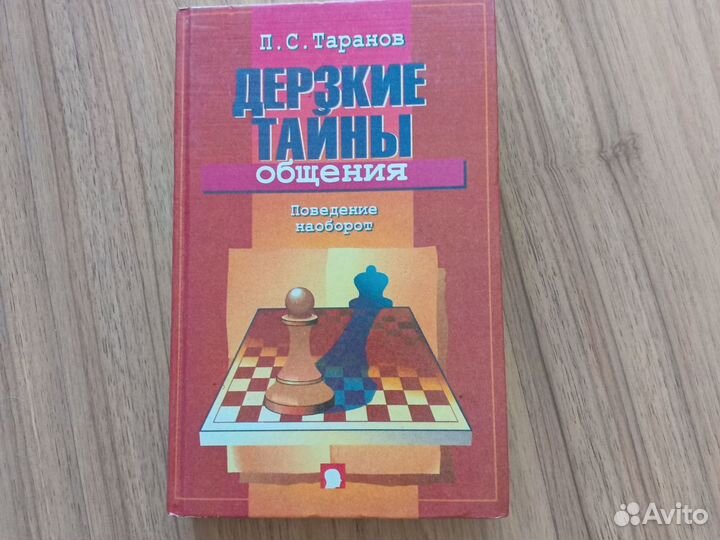 П.С.Таранов
ДЕРЗКИЕ
ТАЙНЫ
общения
Поведение
наоборот
Avito